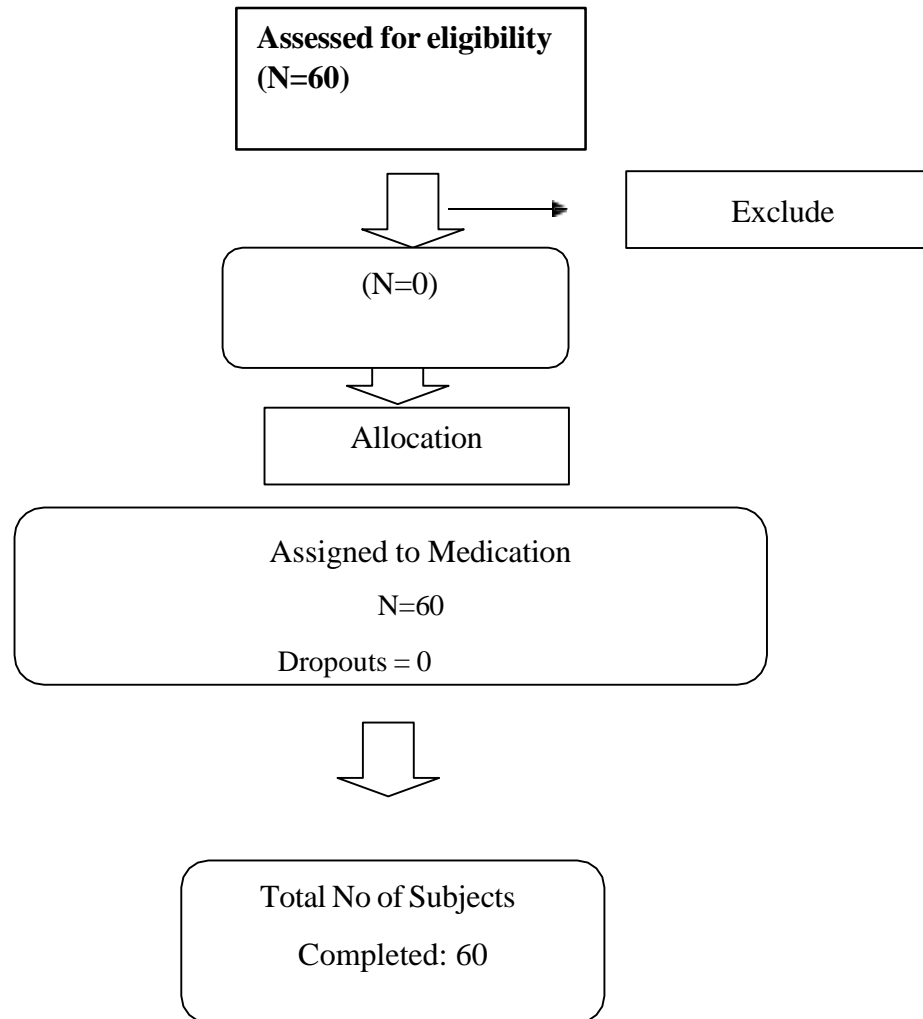 Assessed for eligibility
(N=60)
Exclude
(N=0)
Allocation
Assigned to Medication
N=60
Dropouts = 0
Total No of Subjects
Completed: 60